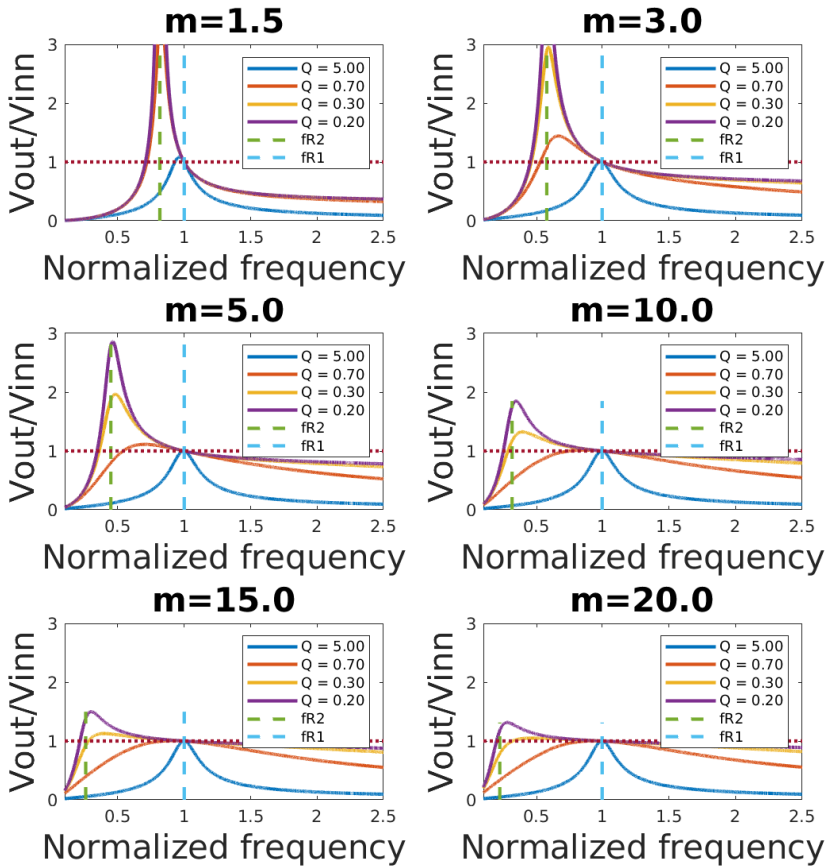 m=1.5
Vout/Vinn
3
2
1
0
0.5
1
1.5
2
2.5
Normalized frequency
Q = 5.00
Q = 0.70
Q = 0.30
Q = 0.20
fR2
fR1
m=3.0
Vout/Vinn
3
2
1
0
0.5
1
1.5
2
2.5
Normalized frequency
Q = 5.00
Q = 0.70
Q = 0.30
Q = 0.20
fR2
fR1
m=5.0
Vout/Vinn
3
2
1
0
0.5
1
1.5
2
2.5
Normalized frequency
Q = 5.00
Q = 0.70
Q = 0.30
Q = 0.20
fR2
fR1
m=10.0
Vout/Vinn
3
2
1
0
0.5
1
1.5
2
2.5
Normalized frequency
Q = 5.00
Q = 0.70
Q = 0.30
Q = 0.20
fR2
fR1
m=15.0
Vout/Vinn
3
2
1
0
0.5
1
1.5
2
2.5
Normalized frequency
Q = 5.00
Q = 0.70
Q = 0.30
Q = 0.20
fR2
fR1
m=20.0
Vout/Vinn
3
2
1
0
0.5
1
1.5
2
2.5
Normalized frequency
Q = 5.00
Q = 0.70
Q = 0.30
Q = 0.20
fR2
fR1